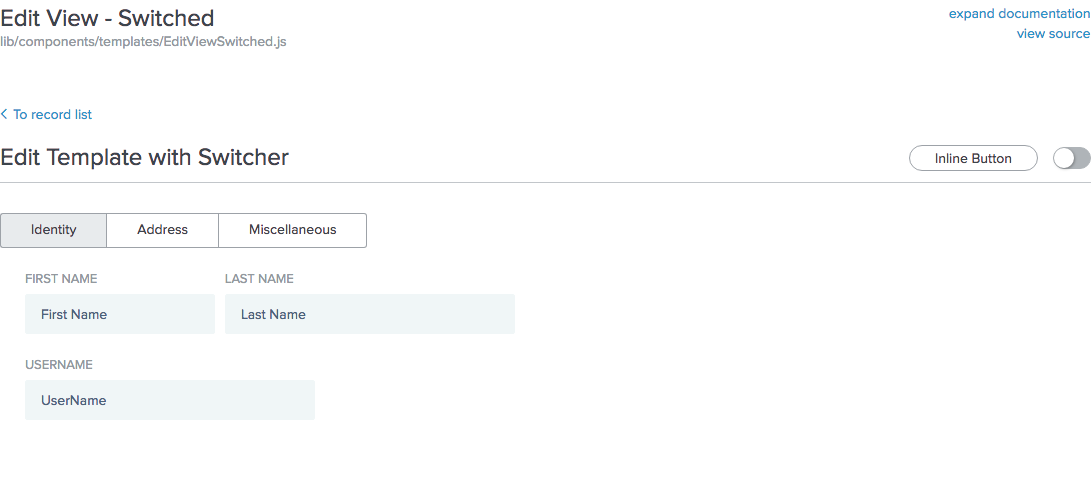 Edit View - Switched
expand documentation
lib/components/templates/EditViewSwitched.js
view source
To record list
Edit Template with Switcher
Inline Button
Identity Address Miscellaneous
FIRST NAME LAST NAME
First Name Last Name
USERNAME
UserName